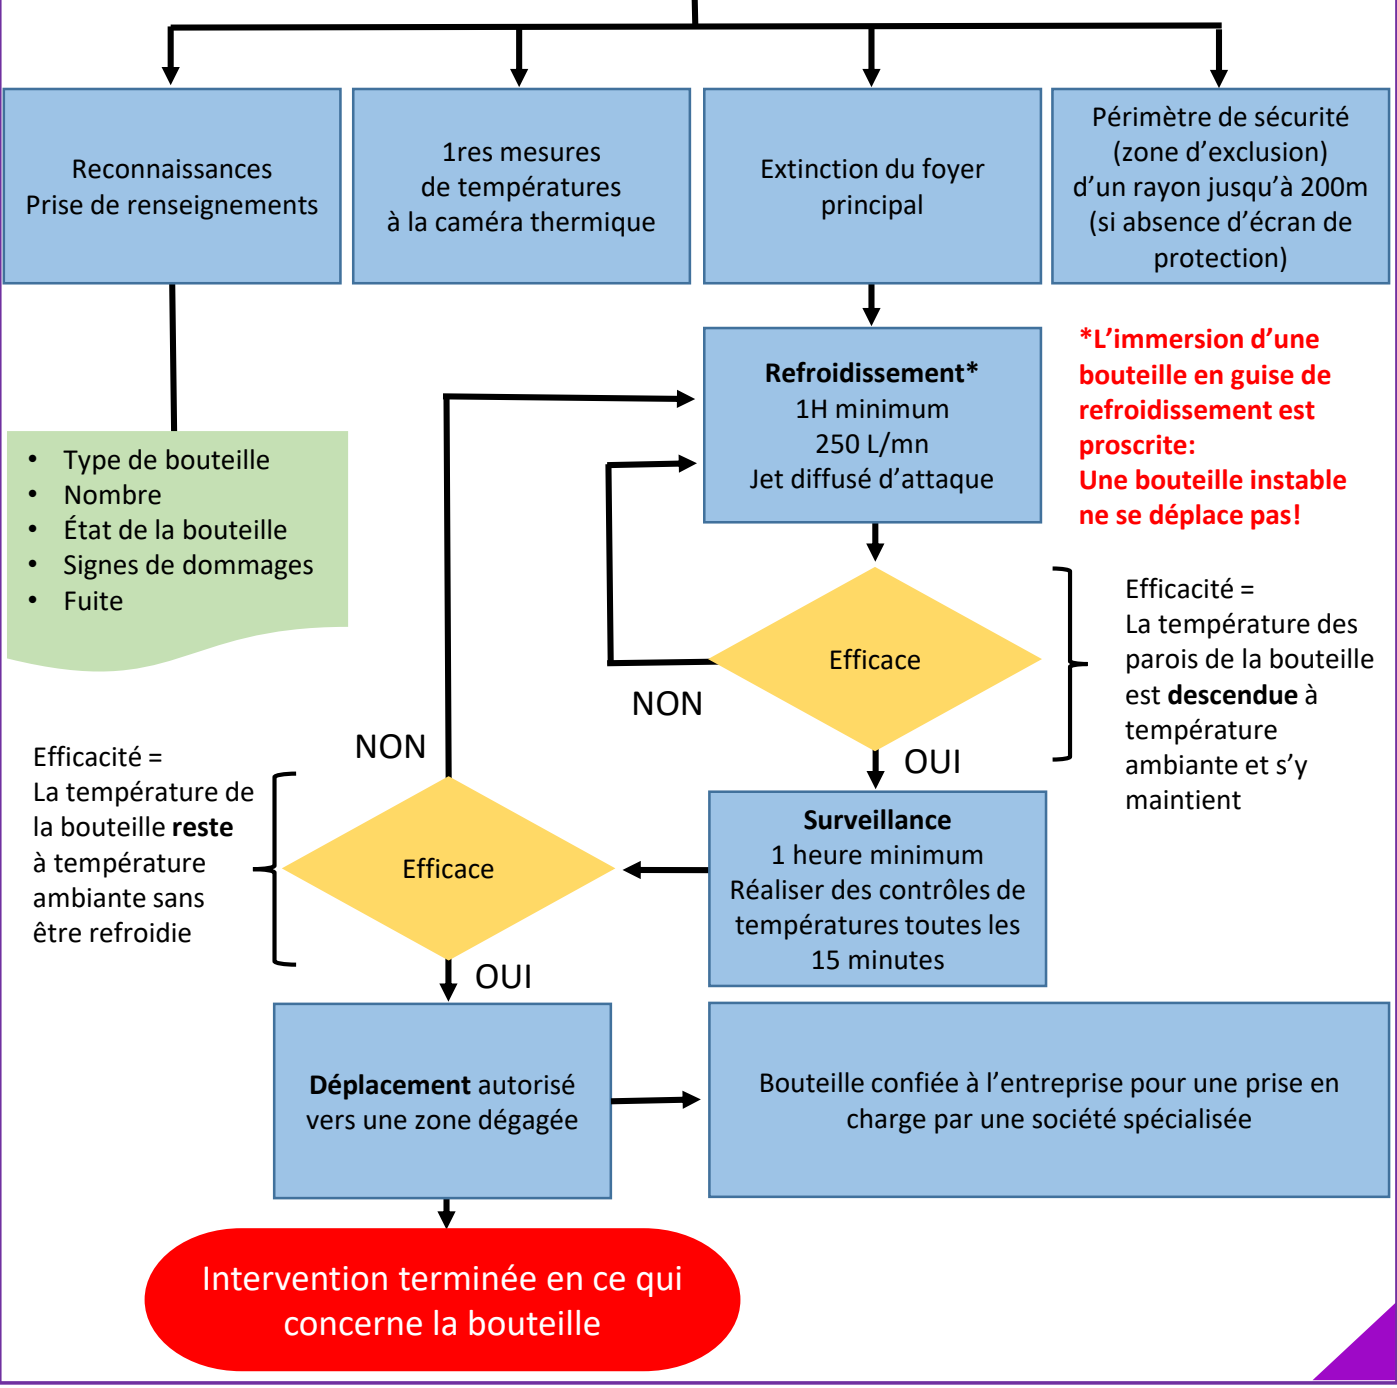 Reconnaissances
Prise de renseignements
1res mesures
de températures
à la caméra thermique
Extinction du foyer
principal
Périmètre de sécurité
(zone d’exclusion)
d’un rayon jusqu’à 200m
(si absence d’écran de
protection)
*L’immersion d’une
bouteille en guise de
refroidissement est
proscrite:
Une bouteille instable
ne se déplace pas!
Refroidissement*
1H minimum
250 L/mn
Jet diffusé d’attaque
• Type de bouteille
• Nombre
• État de la bouteille
• Signes de dommages
• Fuite
Efficace
NON
OUI
Efficacité =
La température des
parois de la bouteille
est descendue à
température
ambiante et s’y
maintient
Surveillance
1 heure minimum
Réaliser des contrôles de
températures toutes les
15 minutes
Efficacité =
La température de
la bouteille reste
à température
ambiante sans
être refroidie
NON
Efficace
OUI
Déplacement autorisé
vers une zone dégagée
Bouteille confiée à l’entreprise pour une prise en
charge par une société spécialisée
Intervention terminée en ce qui
concerne la bouteille